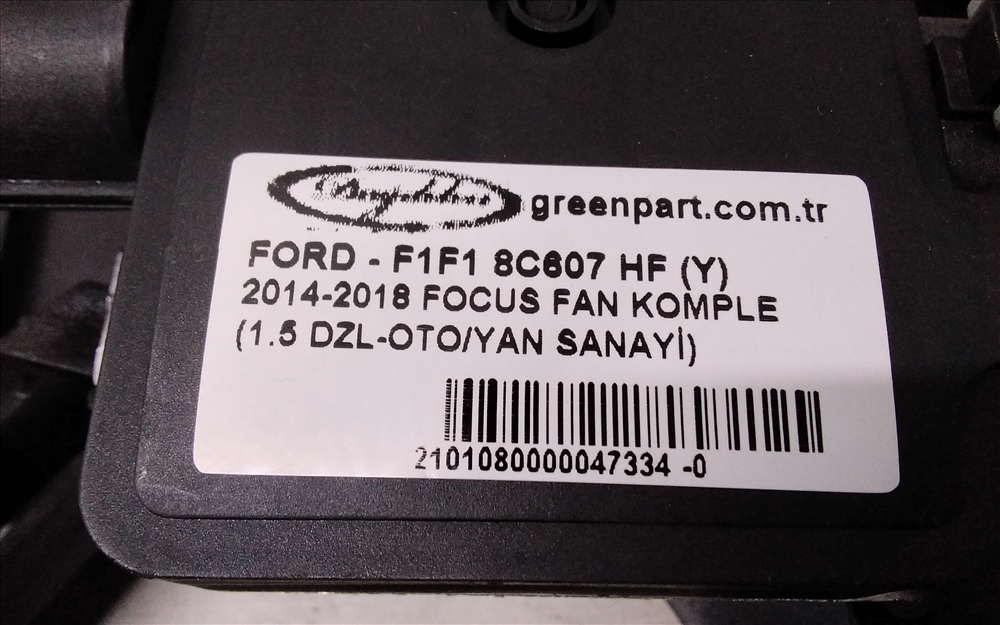 greenpart.com.tr
FORD - F1F1 8C607 HF (Y)
2014-2018 FOCUS FAN KOMPLE
(1.5 DZL-OTO/YAN SANAYİ)
2101080000047334 -0